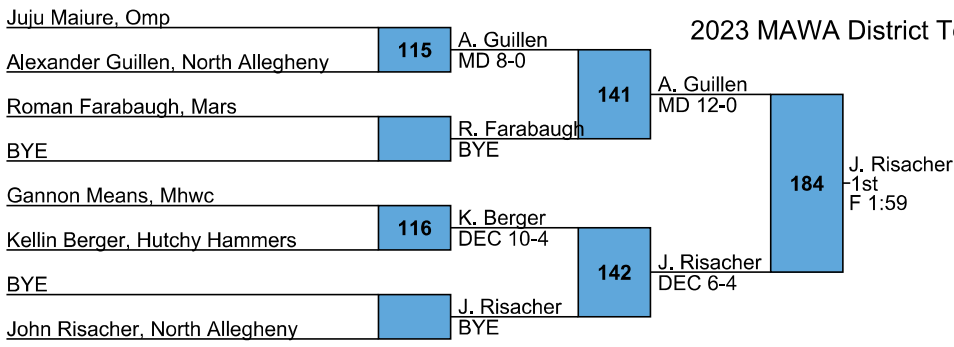 Juju Maiure, Omp
2023 MAWA District T
115
A. Guillen
MD 8-0
Alexander Guillen, North Allegheny
141
A. Guillen
MD 12-0
Roman Farabaugh, Mars
R. Farabaugh
BYE
BYE
184
J. Risacher
1st
F 1:59
Gannon Means, Mhwc
116
K. Berger
DEC 10-4
Kellin Berger, Hutchy Hammers
142
J. Risacher
DEC 6-4
BYE
J. Risacher
BYE
John Risacher, North Allegheny